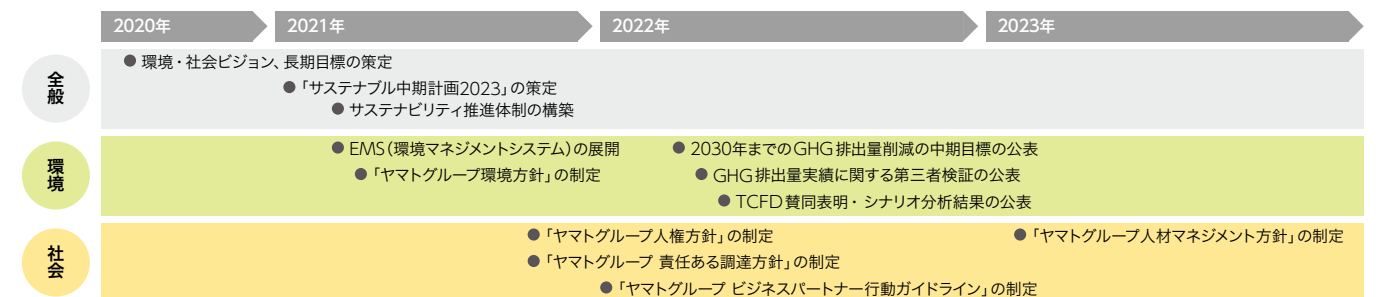 2020年 2021年 2022年 2023年
全般
● 環境・社会ビジョン、長期目標の策定
● 「サステナブル中期計画2023」の策定
● サステナビリティ推進体制の構築
環境
● EMS(環境マネジメントシステム)の展開 ● 2030年までのGHG排出量削減の中期目標の公表
● 「ヤマトグループ環境方針」の制定 ● GHG排出量実績に関する第三者検証の公表
● TCFD賛同表明・シナリオ分析結果の公表
社会
● 「ヤマトグループ人権方針」の制定 ● 「ヤマトグループ人材マネジメント方針」の制定
● 「ヤマトグループ 責任ある調達方針」の制定
● 「ヤマトグループ ビジネスパートナー行動ガイドライン」の制定